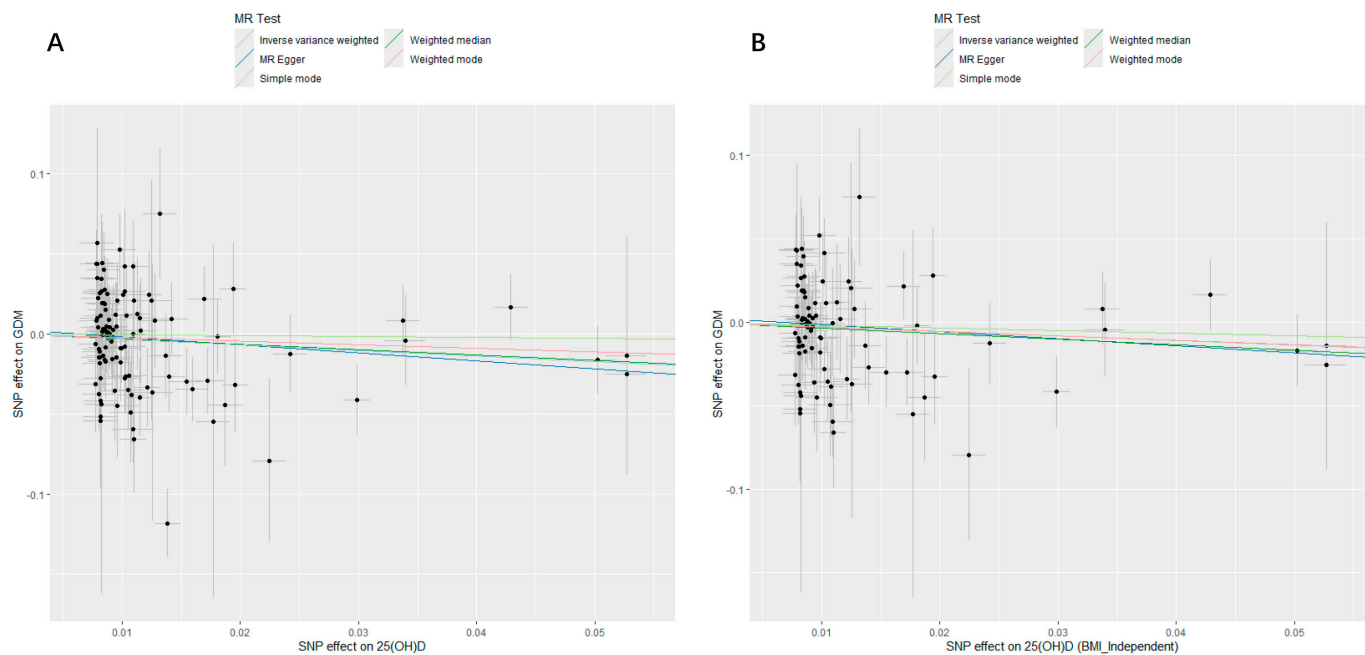 A
MR Test
Inverse variance weighted
Weighted median
MR Egger
Weighted mode
Simple mode
SNP effect on GDM
0.1
0.0
-0.1
0.01
0.02
0.03
0.04
0.05
SNP effect on 25(OH)D
B
MR Test
Inverse variance weighted
Weighted median
MR Egger
Weighted mode
Simple mode
SNP effect on GDM
0.1
0.0
-0.1
0.01
0.02
0.03
0.04
0.05
SNP effect on 25(OH)D (BMI_Independent)